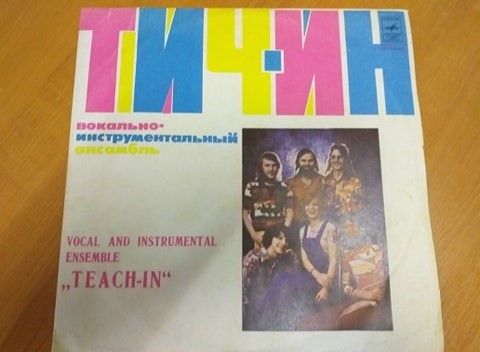 ТИЧ·ИН
вокально-
инструментальный
ансамбль
VOCAL AND INSTRUMENTAL
ENSEMBLE
„TEACH-IN“